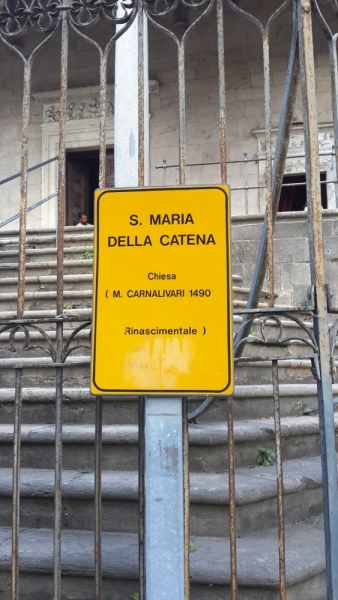 S. MARIA
DELLA CATENA
Chiesa
( M. CARNALIVARI 1490
Rinascimentale )